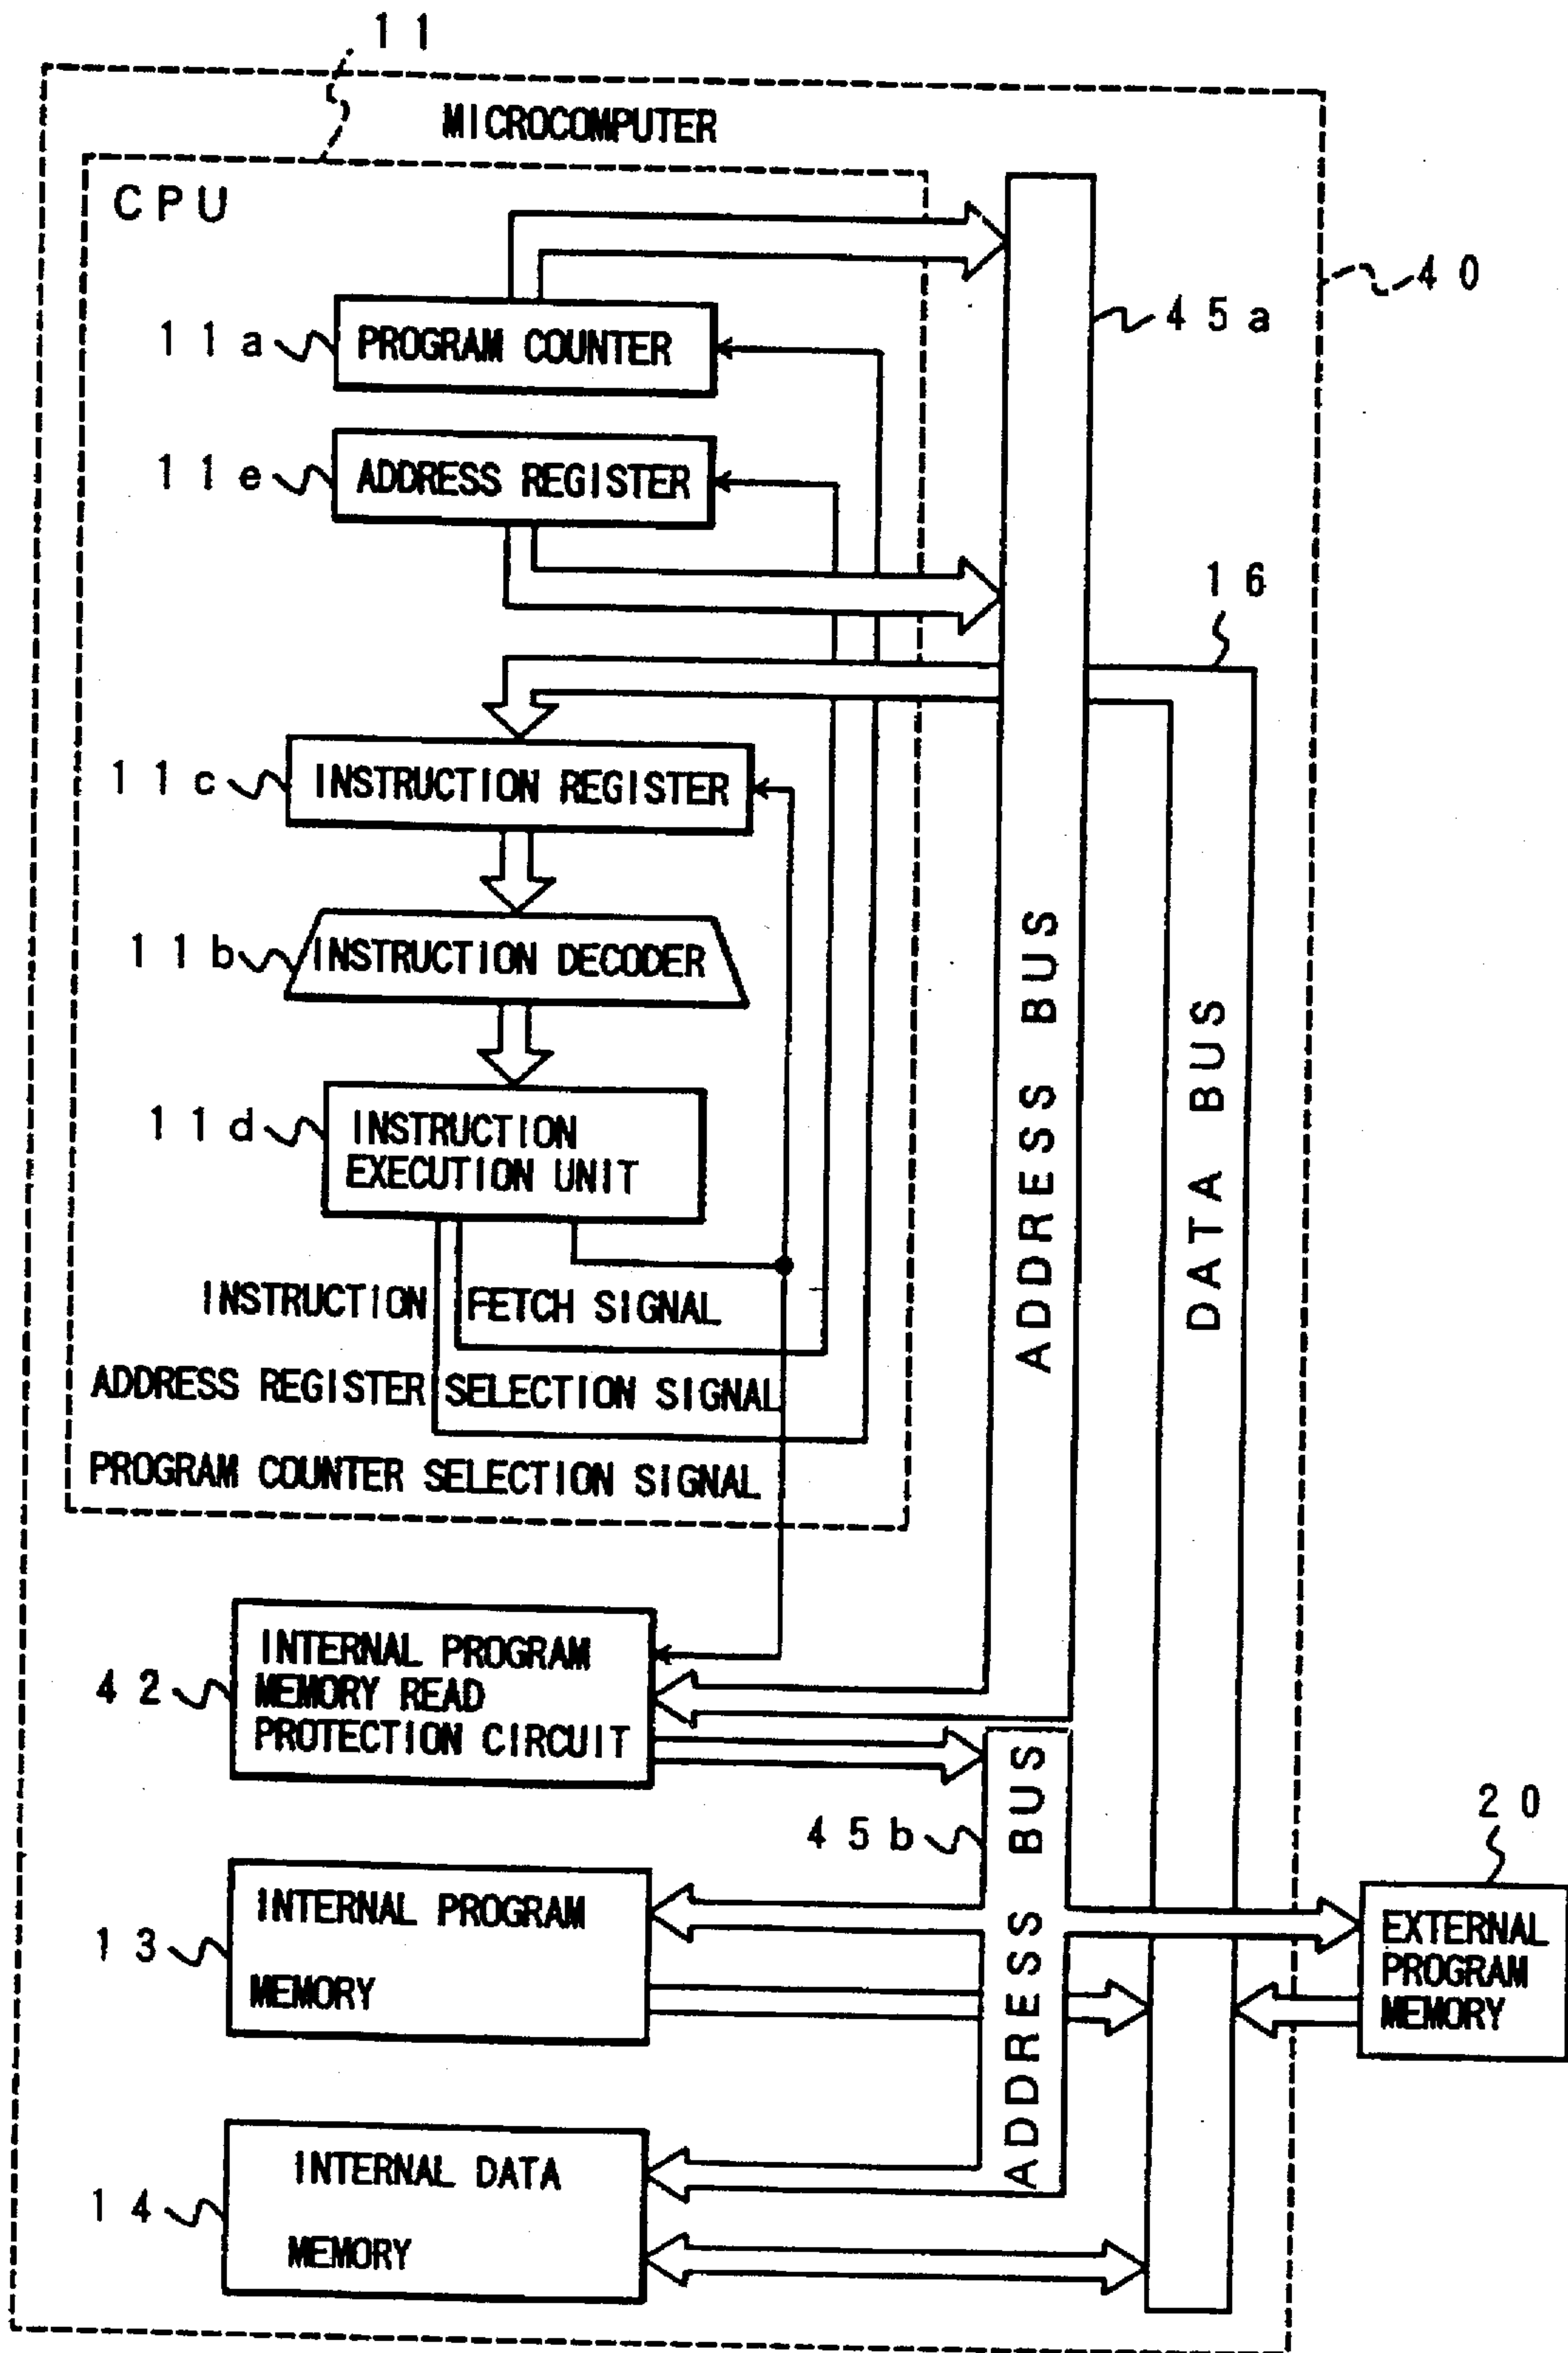 11
MICROCOMPUTER
CPU
40
45a
11a
PROGRAM COUNTER
11e
ADDRESS REGISTER
16
11c
INSTRUCTION REGISTER
11b
INSTRUCTION DECODER
ADDRESS BUS
DATA BUS
11d
INSTRUCTION
EXECUTION UNIT
INSTRUCTION FETCH SIGNAL
ADDRESS REGISTER SELECTION SIGNAL
PROGRAM COUNTER SELECTION SIGNAL
42
INTERNAL PROGRAM
MEMORY READ
PROTECTION CIRCUIT
45b
ADDRESS BUS
20
13
INTERNAL PROGRAM
MEMORY
EXTERNAL
PROGRAM
MEMORY
14
INTERNAL DATA
MEMORY